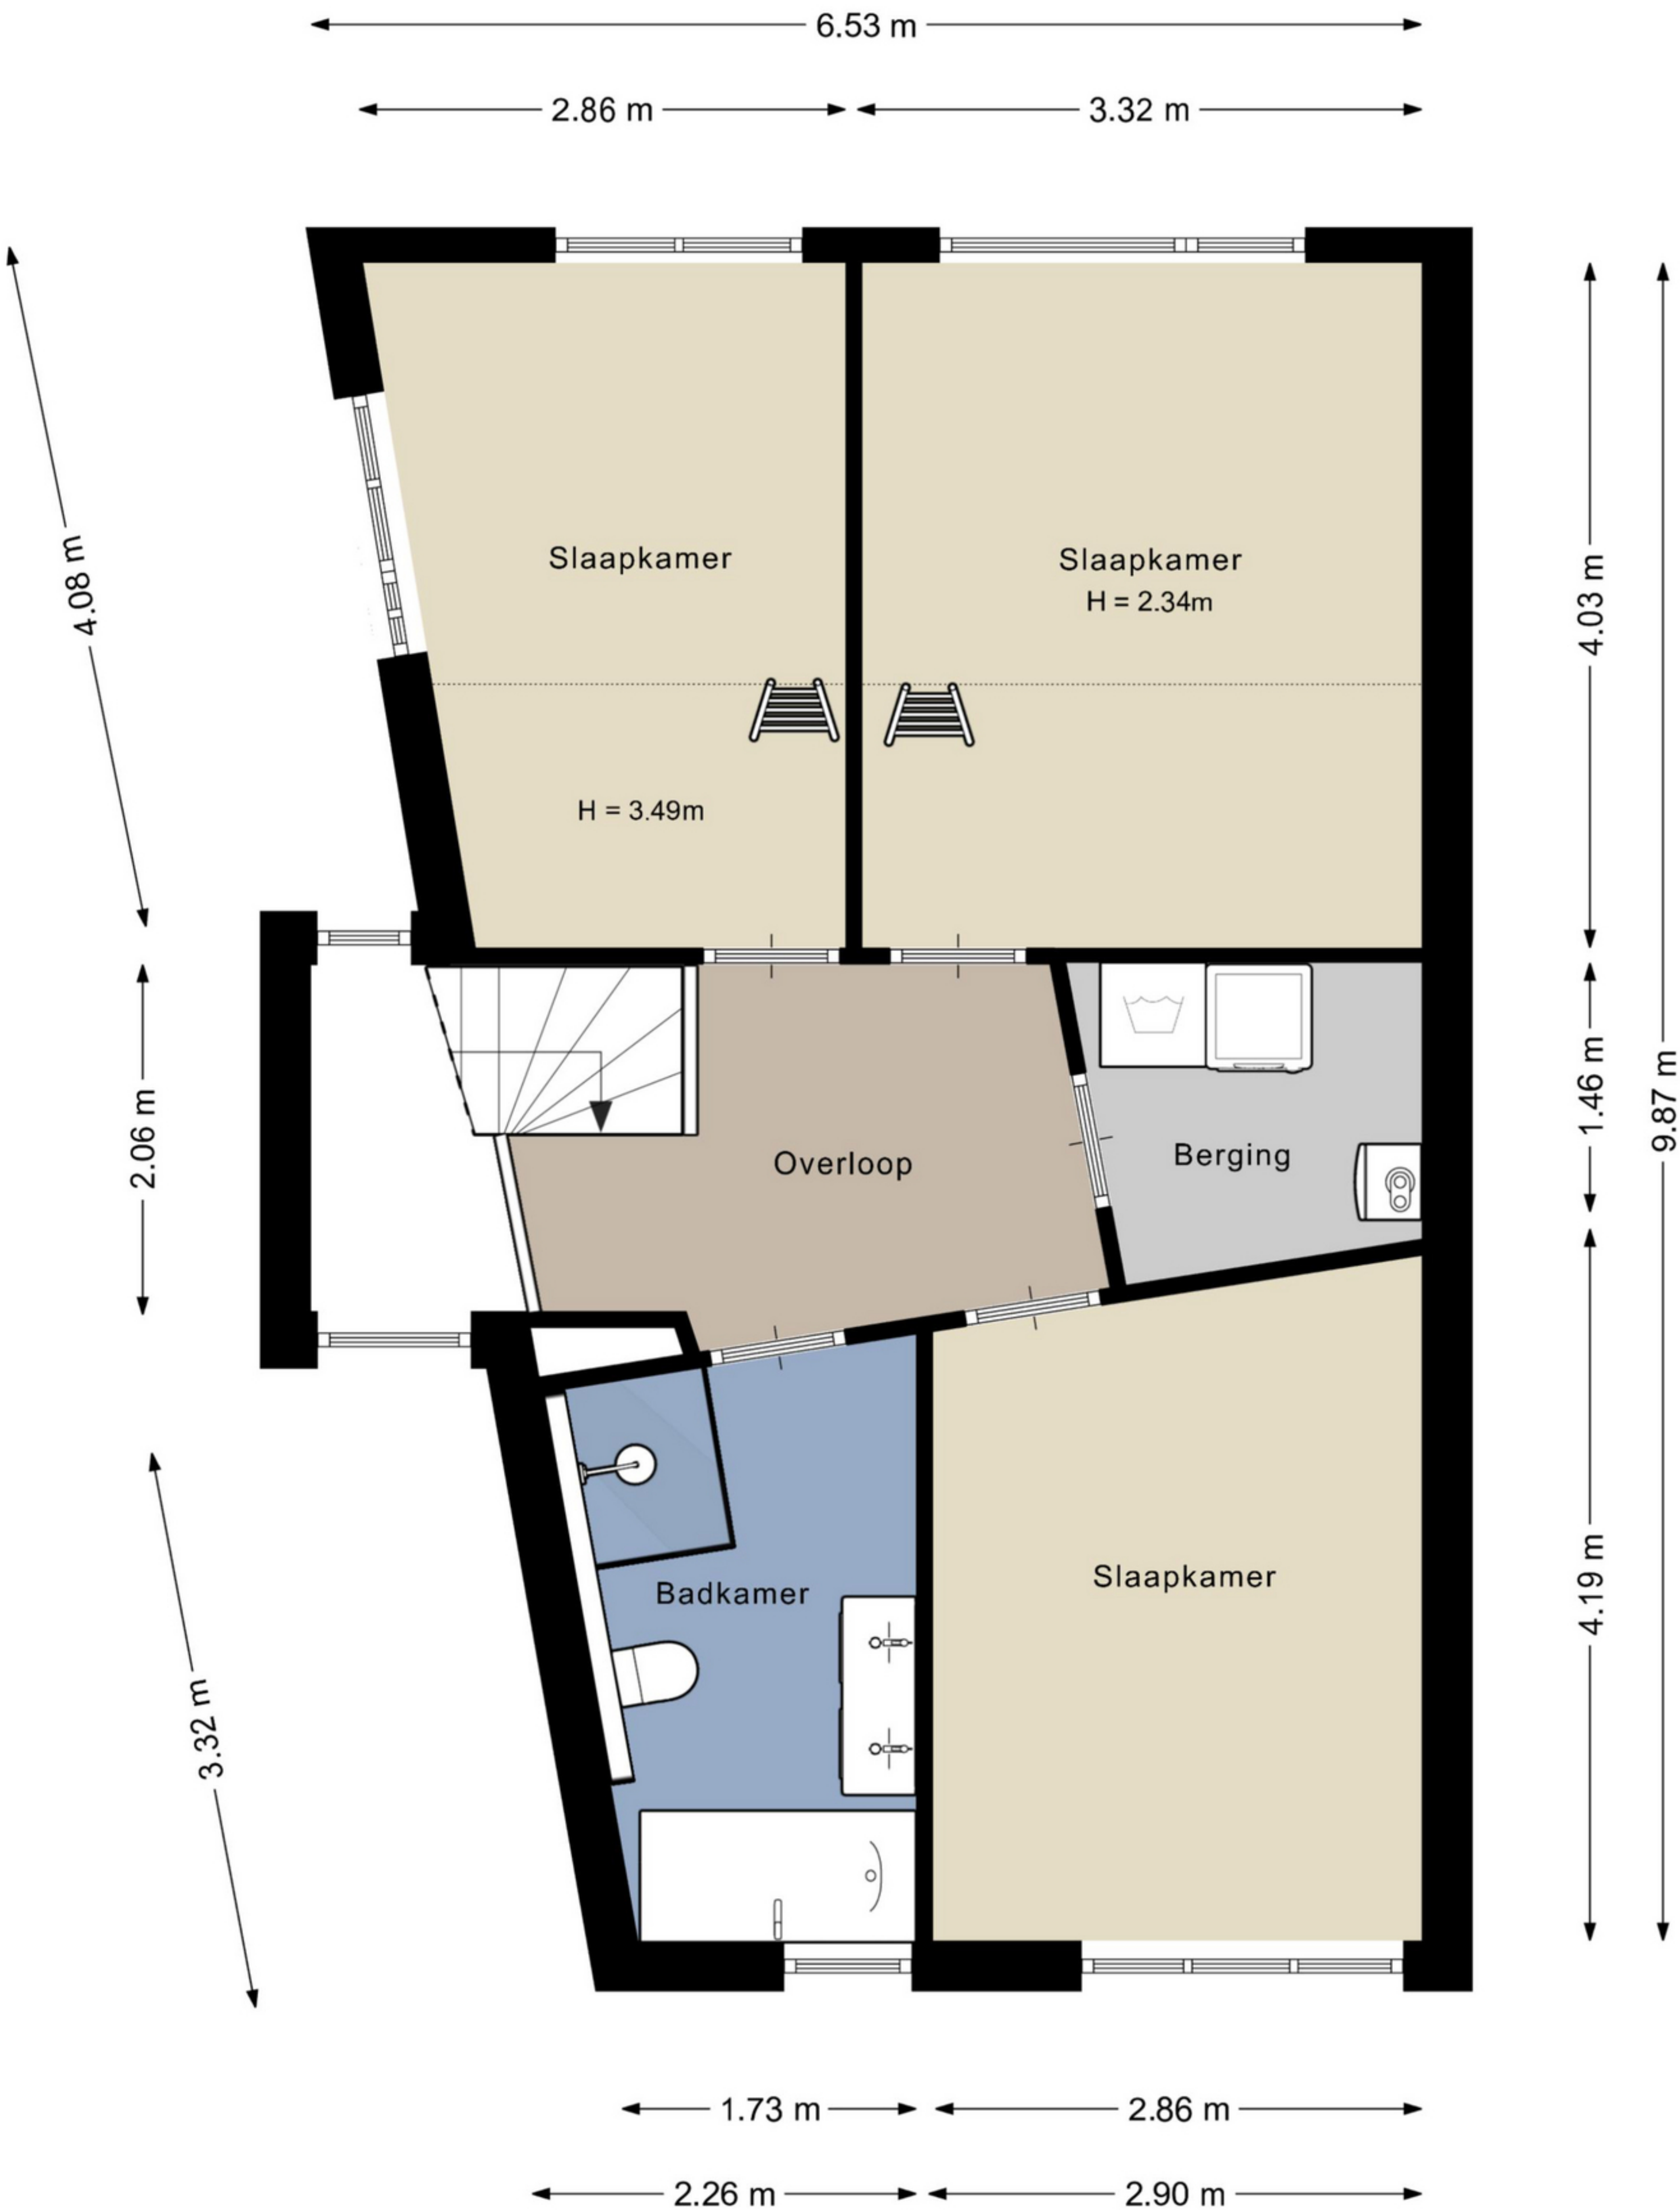 6.53 m
2.86 m
3.32 m
4.08 m
Slaapkamer
Slaapkamer
H = 2.34m
4.03 m
H = 3.49m
2.06 m
Overloop
Berging
1.46 m
9.87 m
Slaapkamer
Badkamer
4.19 m
3.32 m
1.73 m
2.86 m
2.26 m
2.90 m